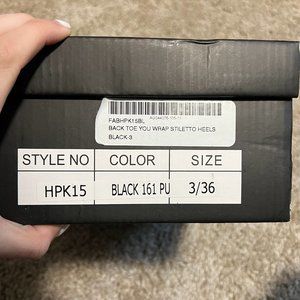 FABHPK15BL
BACK TOE YOU WRAP STILETTO HEELS
BLACK-3
STYLE NO COLOR SIZE
HPK15 BLACK 161 PU 3/36